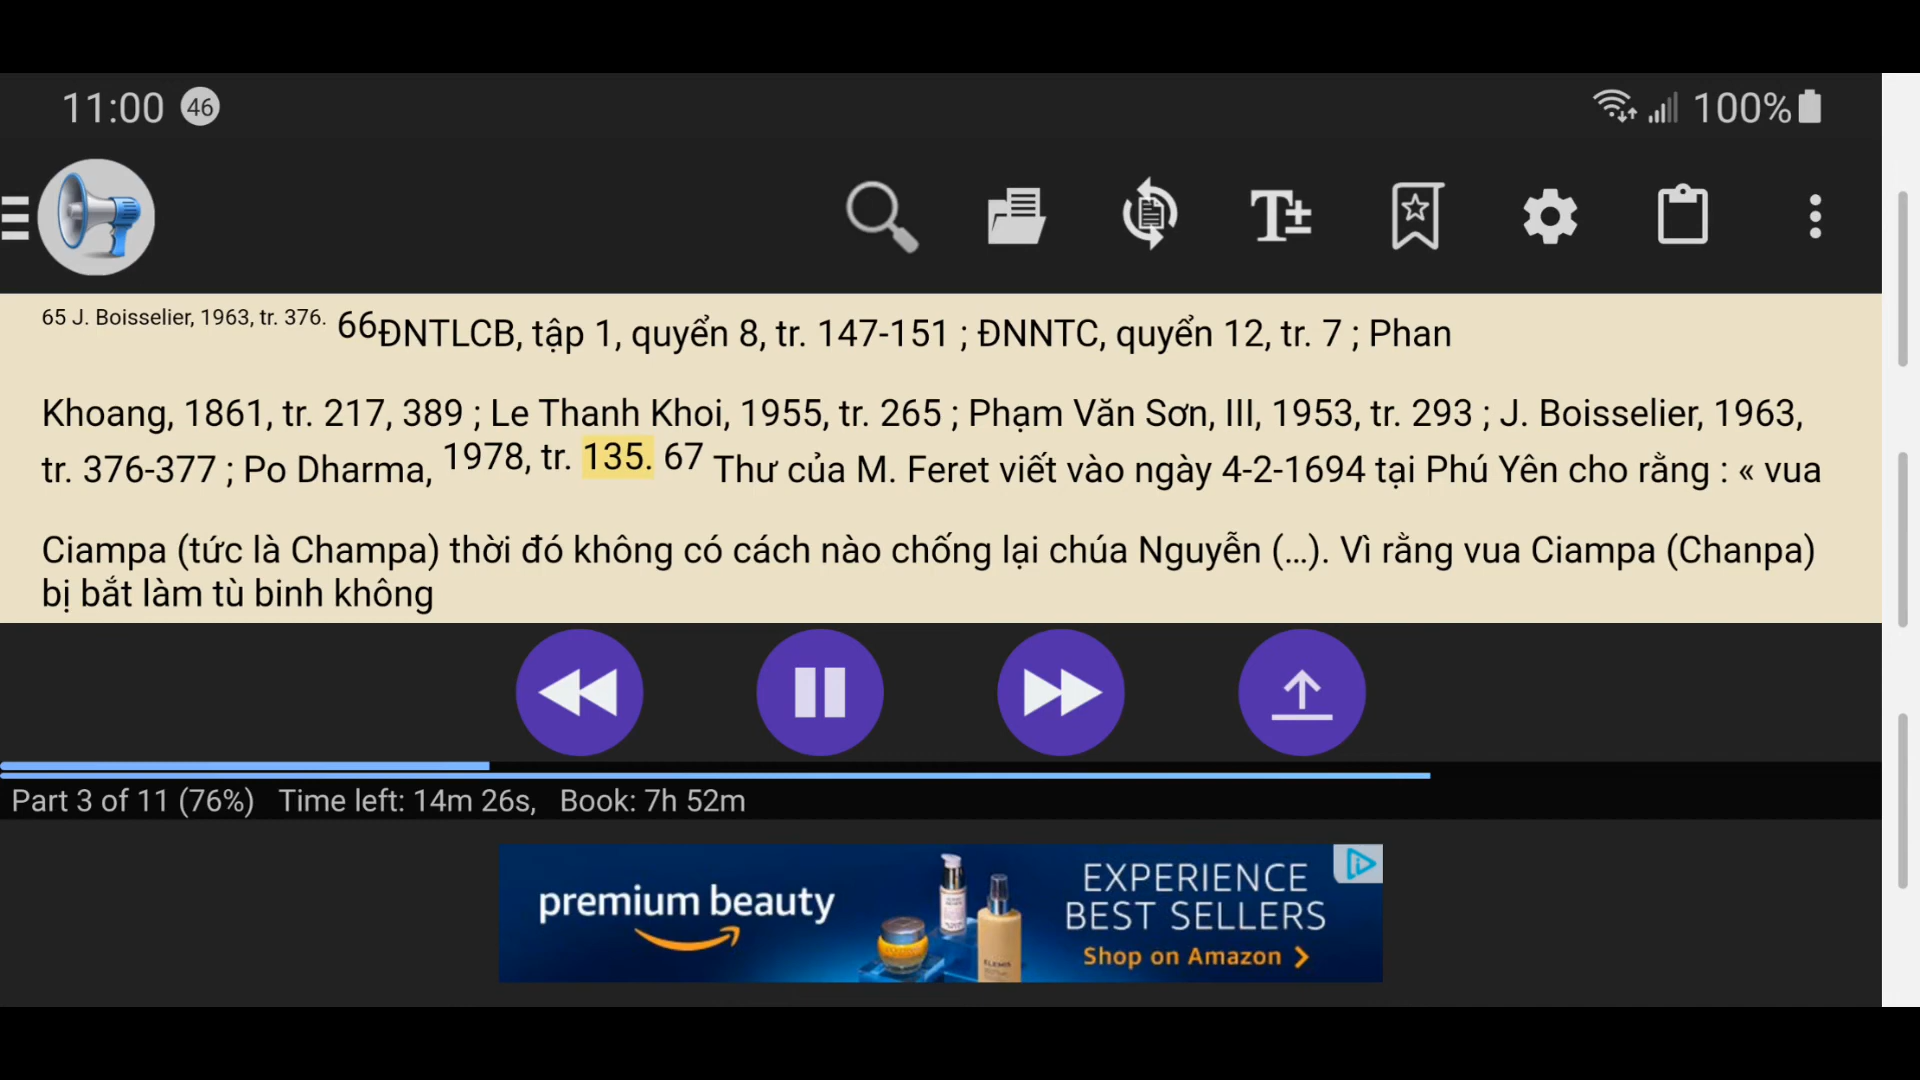 11:00 46 100%
65 J. Boisselier, 1963, tr. 376. 66ĐNTLCB, tập 1, quyển 8, tr. 147-151 ; ĐNNTC, quyển 12, tr. 7 ; Phan
Khoang, 1861, tr. 217, 389 ; Le Thanh Khoi, 1955, tr. 265 ; Phạm Văn Sơn, III, 1953, tr. 293 ; J. Boisselier, 1963,
tr. 376-377 ; Po Dharma, 1978, tr. 135. 67 Thư của M. Feret viết vào ngày 4-2-1694 tại Phú Yên cho rằng : « vua
Ciampa (tức là Champa) thời đó không có cách nào chống lại chúa Nguyễn (...). Vì rằng vua Ciampa (Chanpa)
bị bắt làm tù binh không
Part 3 of 11 (76%) Time left: 14m 26s, Book: 7h 52m
premium beauty
EXPERIENCE
BEST SELLERS
Shop on Amazon
ELEMIS